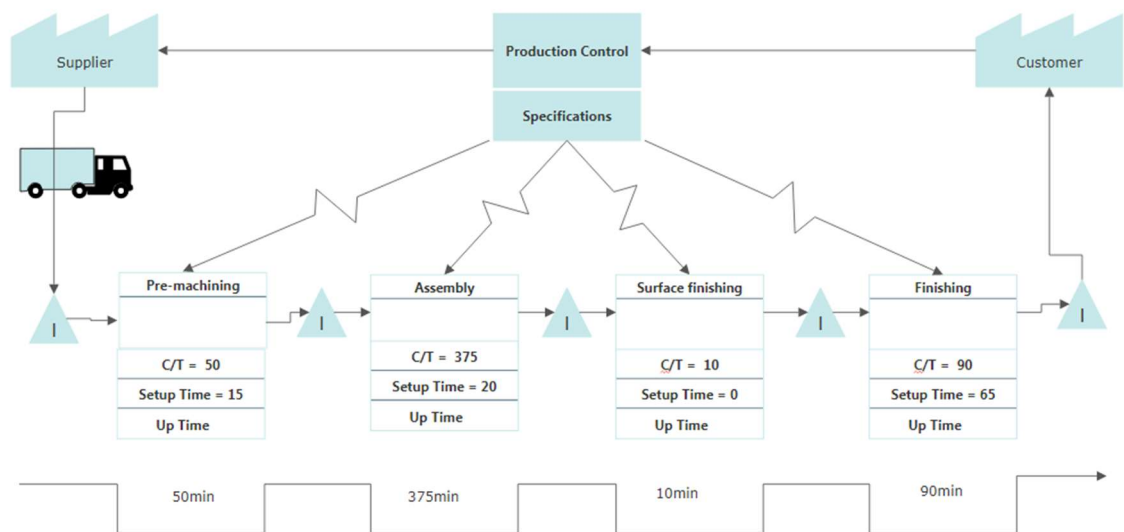 Supplier
Production Control
Customer
Specifications
Pre-machining
Assembly
Surface finishing
Finishing
I
I
I
I
I
C/T = 50
Setup Time = 15
Up Time
C/T = 375
Setup Time = 20
Up Time
C/T = 10
Setup Time = 0
Up Time
C/T = 90
Setup Time = 65
Up Time
50min
375min
10min
90min